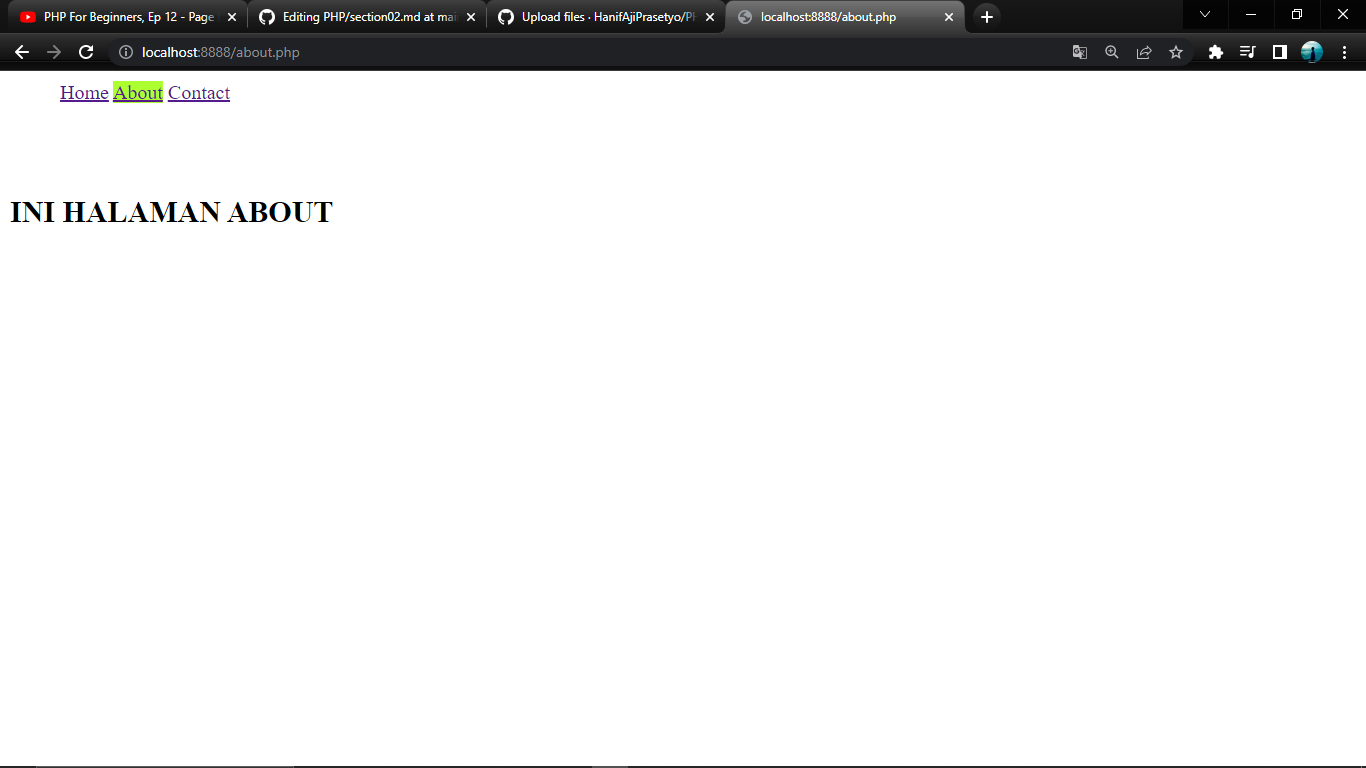 PHP For Beginners, Ep 12 - Page
Editing PHP/section02.md at mai
Upload files · HanifAjiPrasetyo/PH
localhost:8888/about.php
localhost:8888/about.php
Home About Contact
INI HALAMAN ABOUT